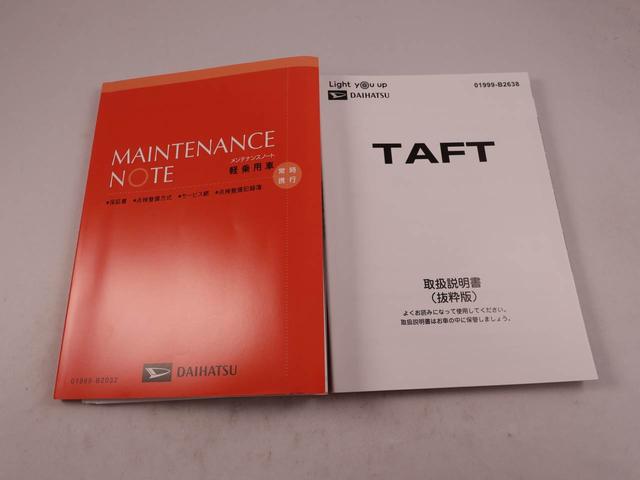 MAINTENANCE
NOTE
メンテナンスノート
軽乗用車
常時
携行
•保証書 •点検整備方式 •サービス網 •点検整備記録簿
01999-B2032
DAIHATSU
Light you up
DAIHATSU
01999-B2638
TAFT
取扱説明書
(抜粋版)
よくお読みになって使用してください。
取扱説明書はお車の中に保管しましょう。